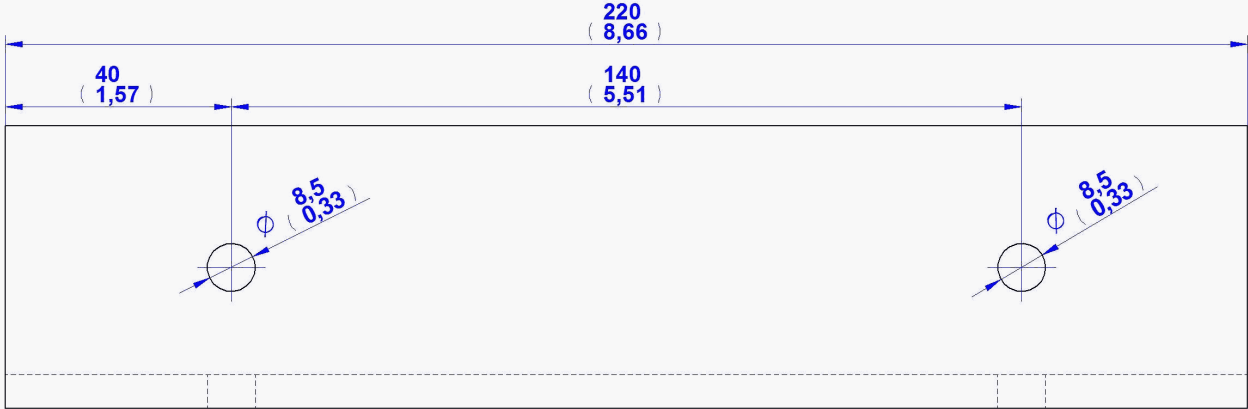 220
( 8,66 )
40
( 1,57 )
140
( 5,51 )
8,5
⌀ ( 0,33 )
8,5
⌀ ( 0,33 )